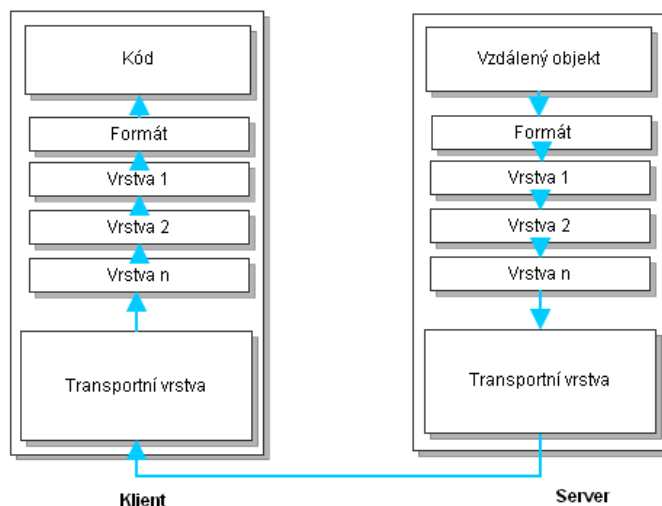 Kód
Formát
Vrstva 1
Vrstva 2
Vrstva n
Transportní vrstva
Klient
Vzdálený objekt
Formát
Vrstva 1
Vrstva 2
Vrstva n
Transportní vrstva
Server